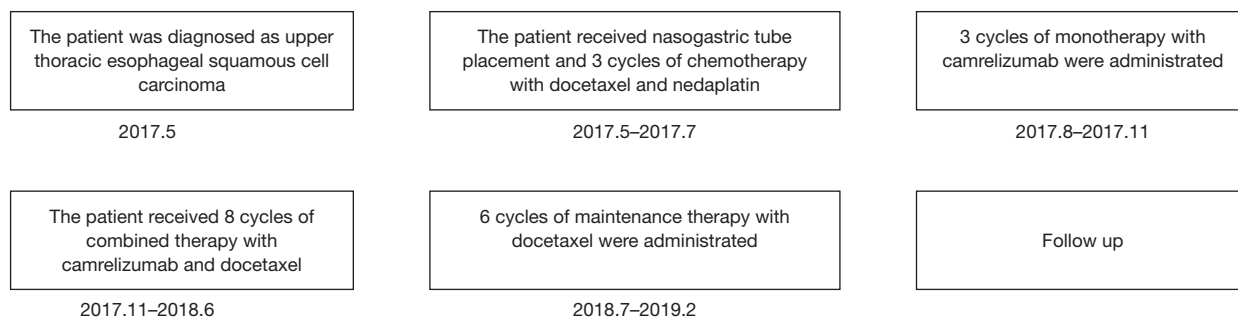 The patient was diagnosed as upper
thoracic esophageal squamous cell
carcinoma
2017.5
The patient received nasogastric tube
placement and 3 cycles of chemotherapy
with docetaxel and nedaplatin
2017.5–2017.7
3 cycles of monotherapy with
camrelizumab were administrated
2017.8–2017.11
The patient received 8 cycles of
combined therapy with
camrelizumab and docetaxel
2017.11–2018.6
6 cycles of maintenance therapy with
docetaxel were administrated
2018.7–2019.2
Follow up